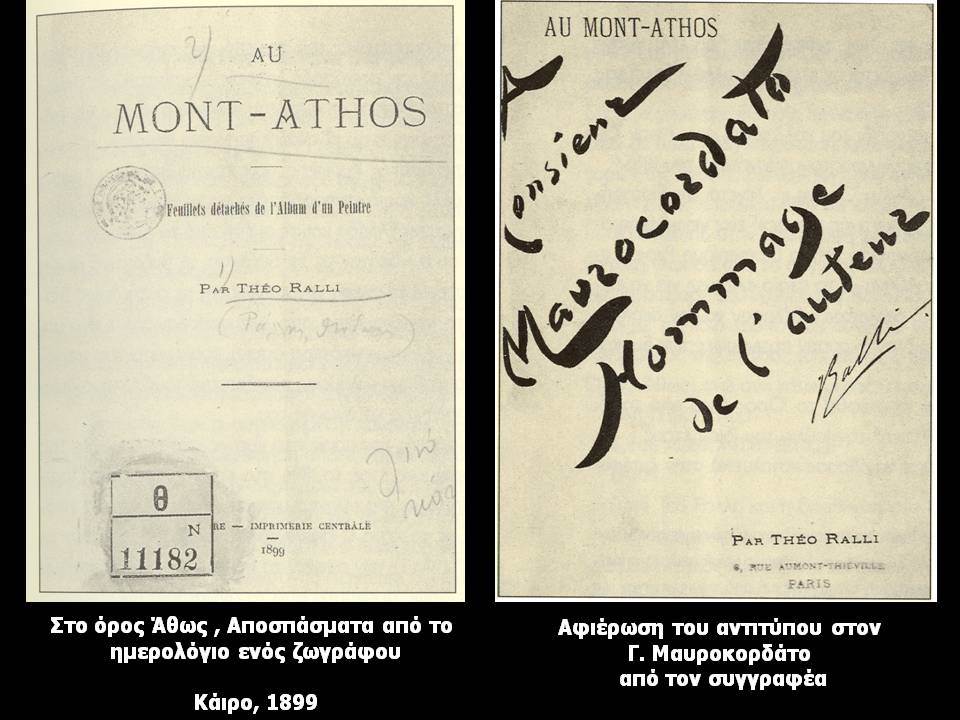 AU
MONT-ATHOS
Feuillets détachés de l'Album d'un Peintre
PAR THÉO RALLI
θ
N
11182
RE — IMPRIMERIE CENTRALE
1899
Στο όρος Άθως , Αποσπάσματα από το
ημερολόγιο ενός ζωγράφου
Κάιρο, 1899
AU MONT-ATHOS
A
Monsieur
Maurocordato
Hommage
de l'auteur
Ralli
PAR THÉO RALLI
6, RUE AUMONT-THIÉVILLE
PARIS
Αφιέρωση του αντιτύπου στον
Γ. Μαυροκορδάτο
από τον συγγραφέα